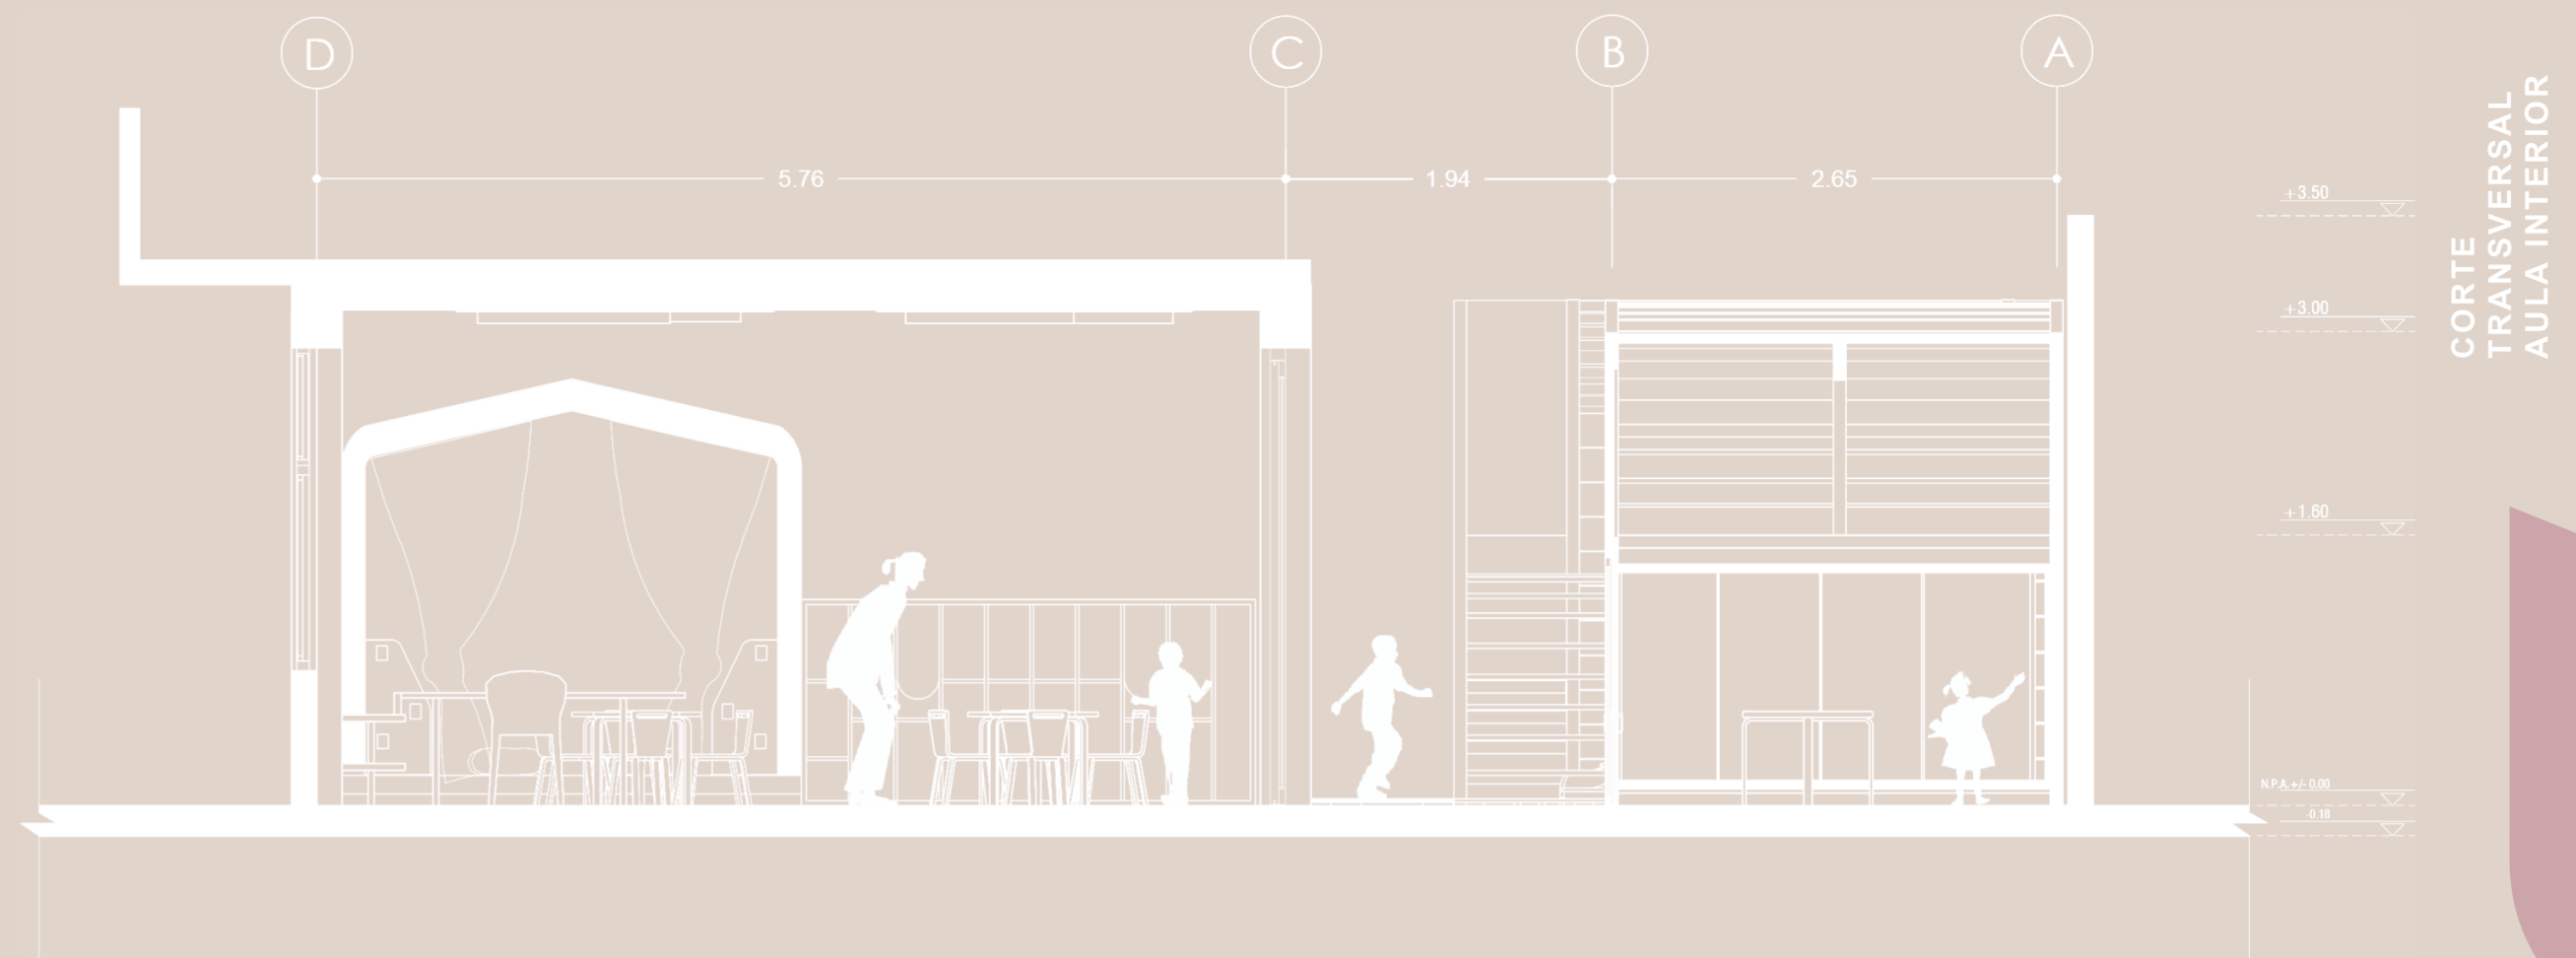 D
C
B
A
5.76
1.94
2.65
+3.50
+3.00
+1.60
N.P.A. +/- 0.00
-0.18
CORTE
TRANSVERSAL
AULA INTERIOR